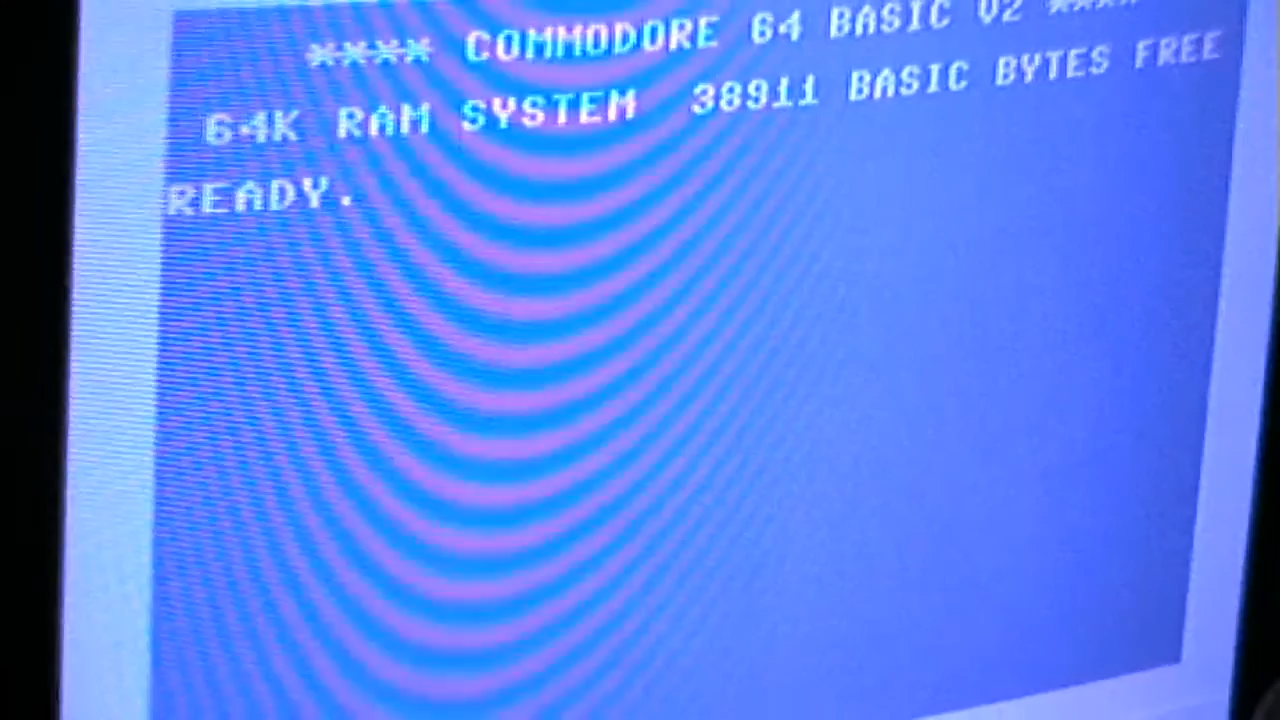 **** COMMODORE 64 BASIC V2 ****
64K RAM SYSTEM 38911 BASIC BYTES FREE
READY.